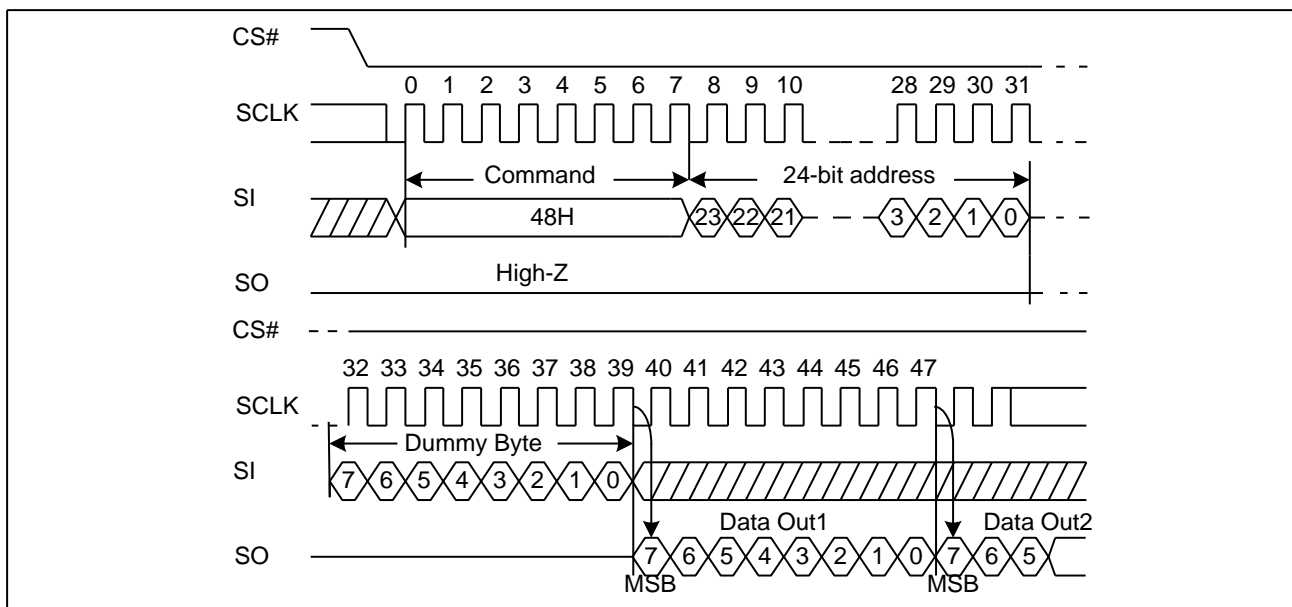 CS#
0 1 2 3 4 5 6 7 8 9 10 28 29 30 31
SCLK
Command 24-bit address
SI
48H 23 22 21 3 2 1 0
High-Z
SO
CS#
32 33 34 35 36 37 38 39 40 41 42 43 44 45 46 47
SCLK
Dummy Byte
SI
7 6 5 4 3 2 1 0
Data Out1 Data Out2
SO
7 6 5 4 3 2 1 0 7 6 5
MSB MSB